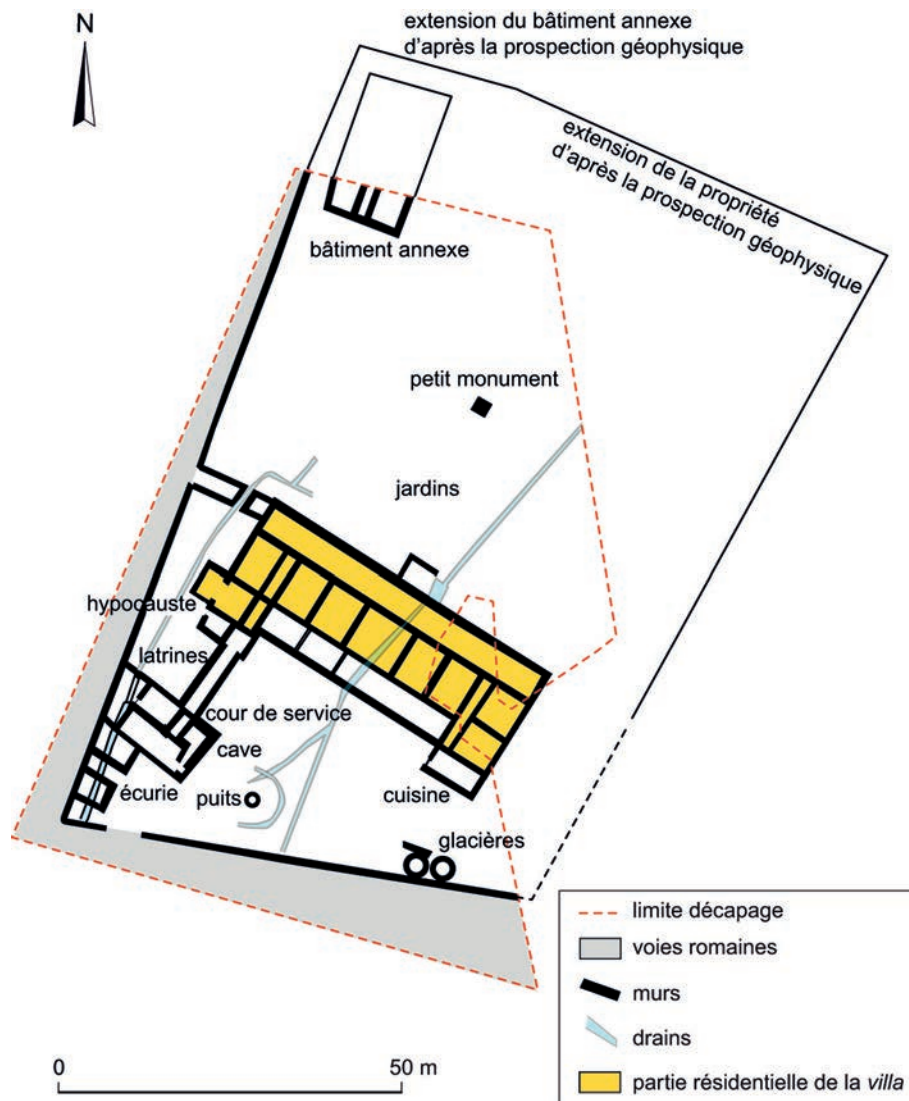 N
extension du bâtiment annexe
d'après la prospection géophysique
extension de la propriété
d'après la prospection géophysique
bâtiment annexe
petit monument
jardins
hypocauste
latrines
cour de service
cave
écurie
puits
cuisine
glacières
limite décapage
voies romaines
murs
drains
partie résidentielle de la villa
0
50 m